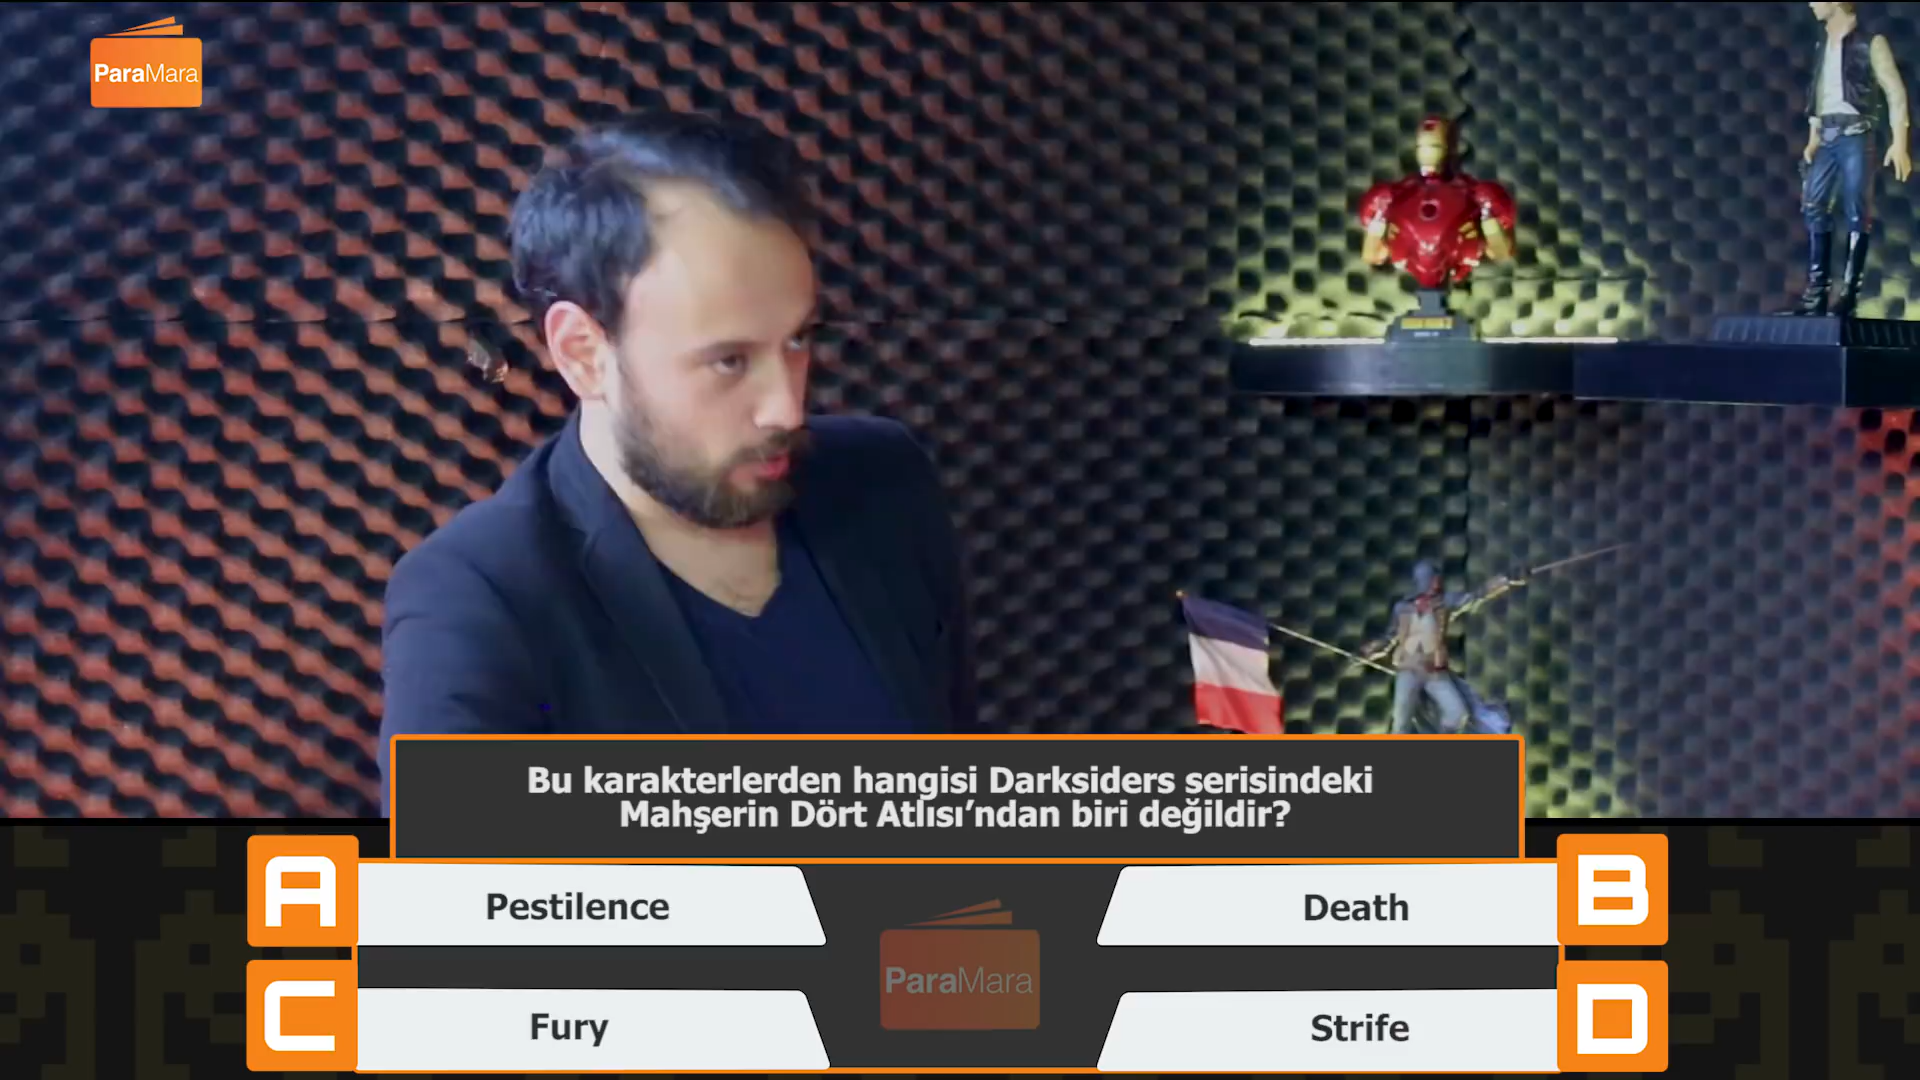 ParaMara
Bu karakterlerden hangisi Darksiders serisindeki
Mahşerin Dört Atlısı’ndan biri değildir?
A
Pestilence
B
Death
C
Fury
D
Strife
ParaMara